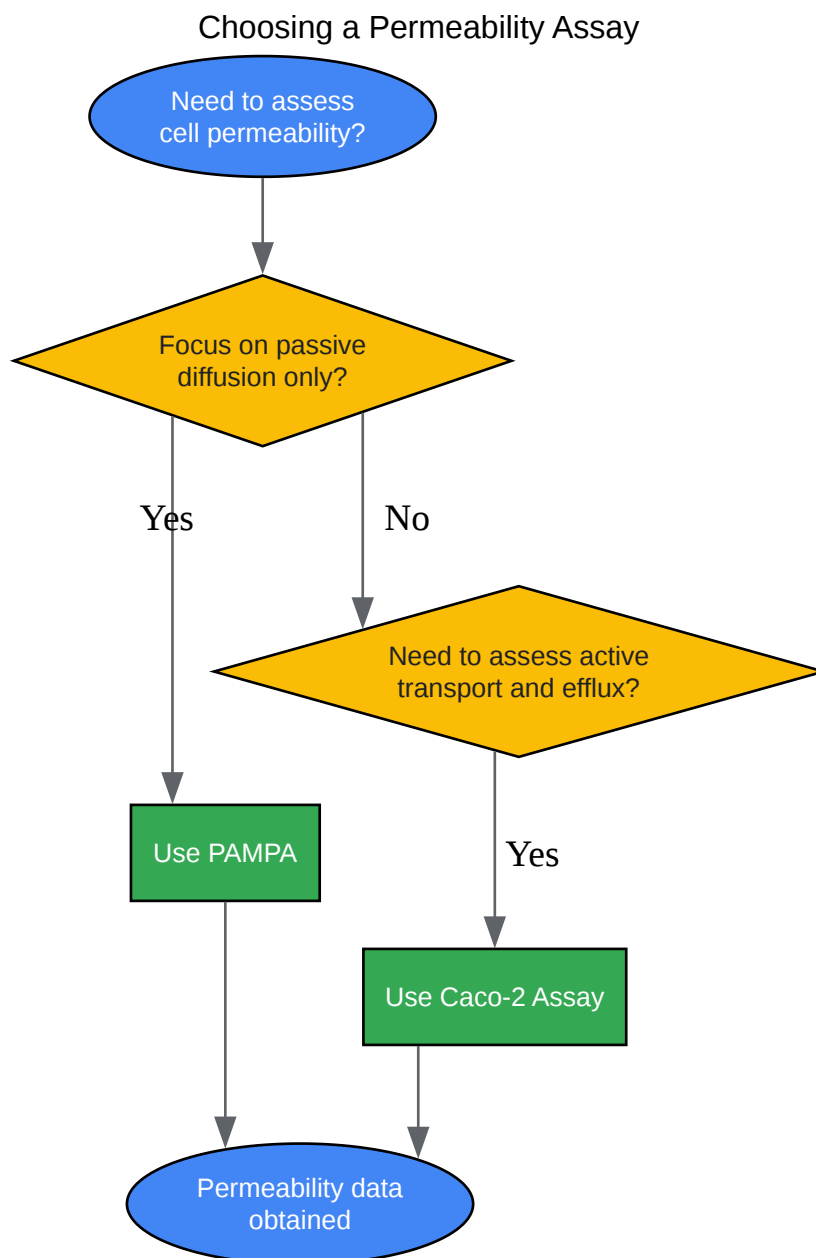 Choosing a Permeability Assay
Need to assess
cell permeability?
Focus on passive
diffusion only?
Yes
No
Need to assess active
transport and efflux?
Use PAMPA
Yes
Use Caco-2 Assay
Permeability data
obtained